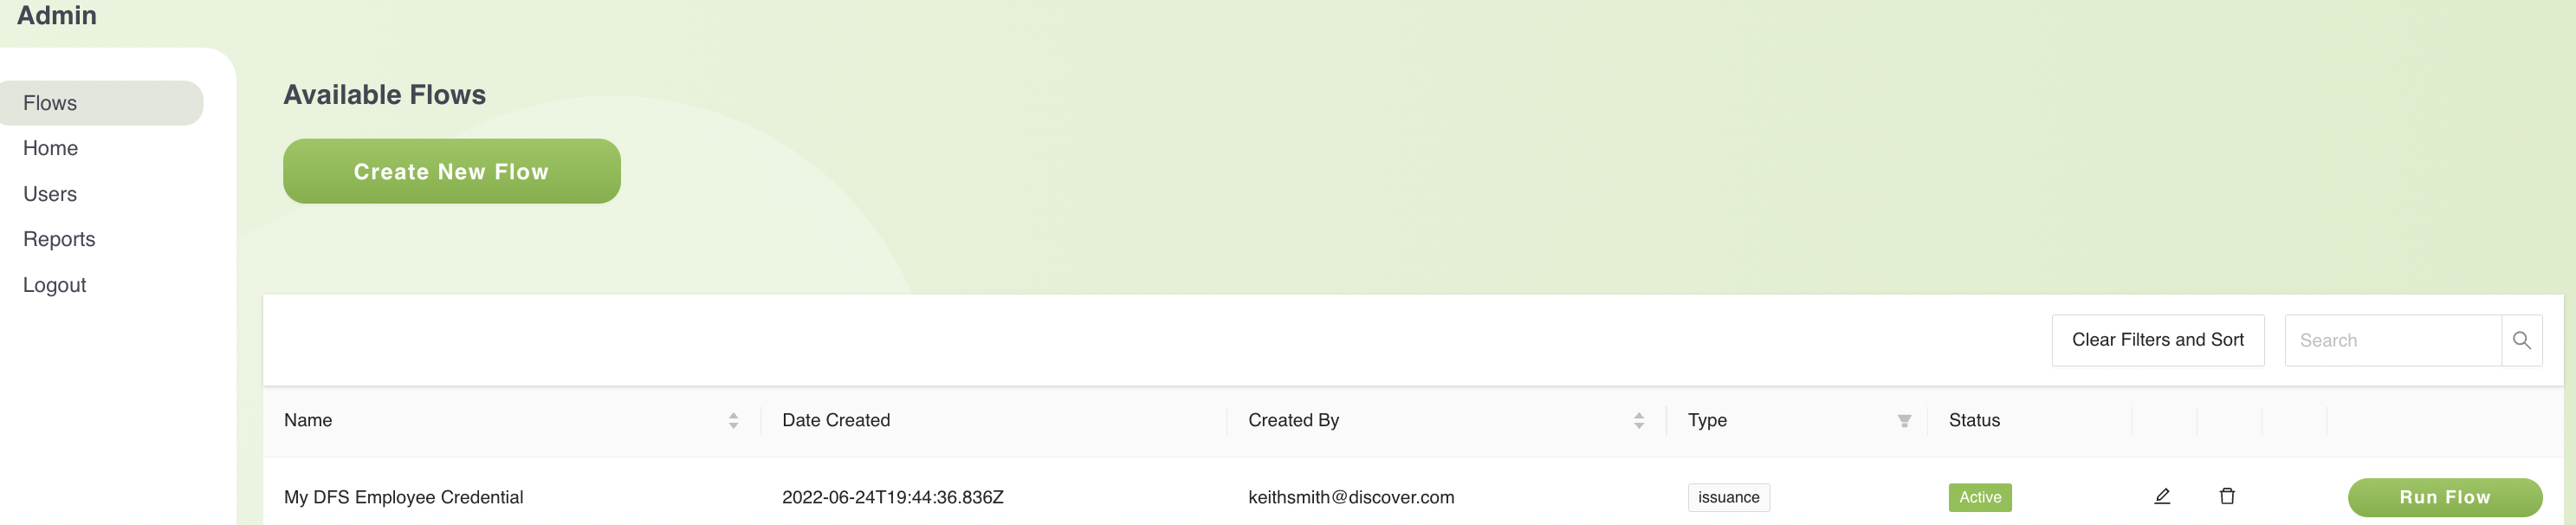 Admin
Flows
Home
Users
Reports
Logout
Available Flows
Create New Flow
Clear Filters and Sort
Search
Name
Date Created
Created By
Type
Status
My DFS Employee Credential
2022-06-24T19:44:36.836Z
keithsmith@discover.com
issuance
Active
Run Flow